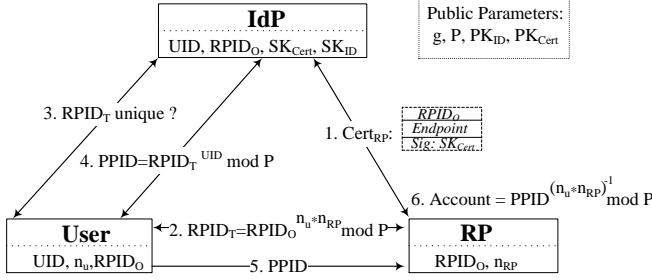 IdP
UID, RPID_O, SK_Cert, SK_ID
Public Parameters:
g, P, PK_ID, PK_Cert
3. RPID_T unique ?
1. Cert_RP:
RPID_O
Endpoint
Sig: SK_Cert
4. PPID=RPID_T^UID mod P
6. Account = PPID^(n_u*n_RP)^-1 mod P
User
UID, n_u,RPID_O
2. RPID_T=RPID_O^n_u*n_RP mod P
RP
RPID_O, n_RP
5. PPID